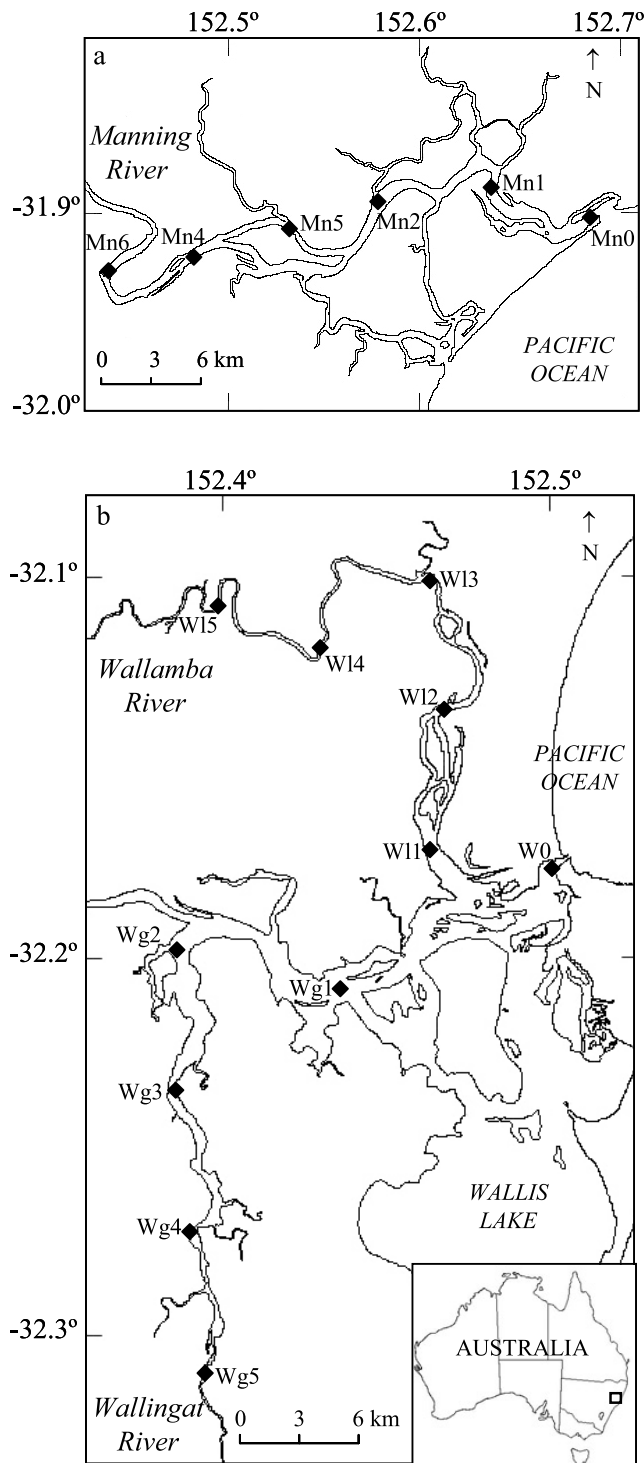 152.5º 152.6º 152.7º
a
↑
N
Manning
River
-31.9º
Mn1
Mn5
Mn2
Mn0
Mn4
Mn6
0 3 6 km
PACIFIC
OCEAN
-32.0º
152.4º 152.5º
b
↑
N
-32.1º
Wl3
Wl5
Wl4
Wallamba
River
Wl2
PACIFIC
OCEAN
Wl1
W0
Wg2
-32.2º
Wg1
Wg3
WALLIS
LAKE
Wg4
AUSTRALIA
-32.3º
Wg5
Wallingat
River
0 3 6 km